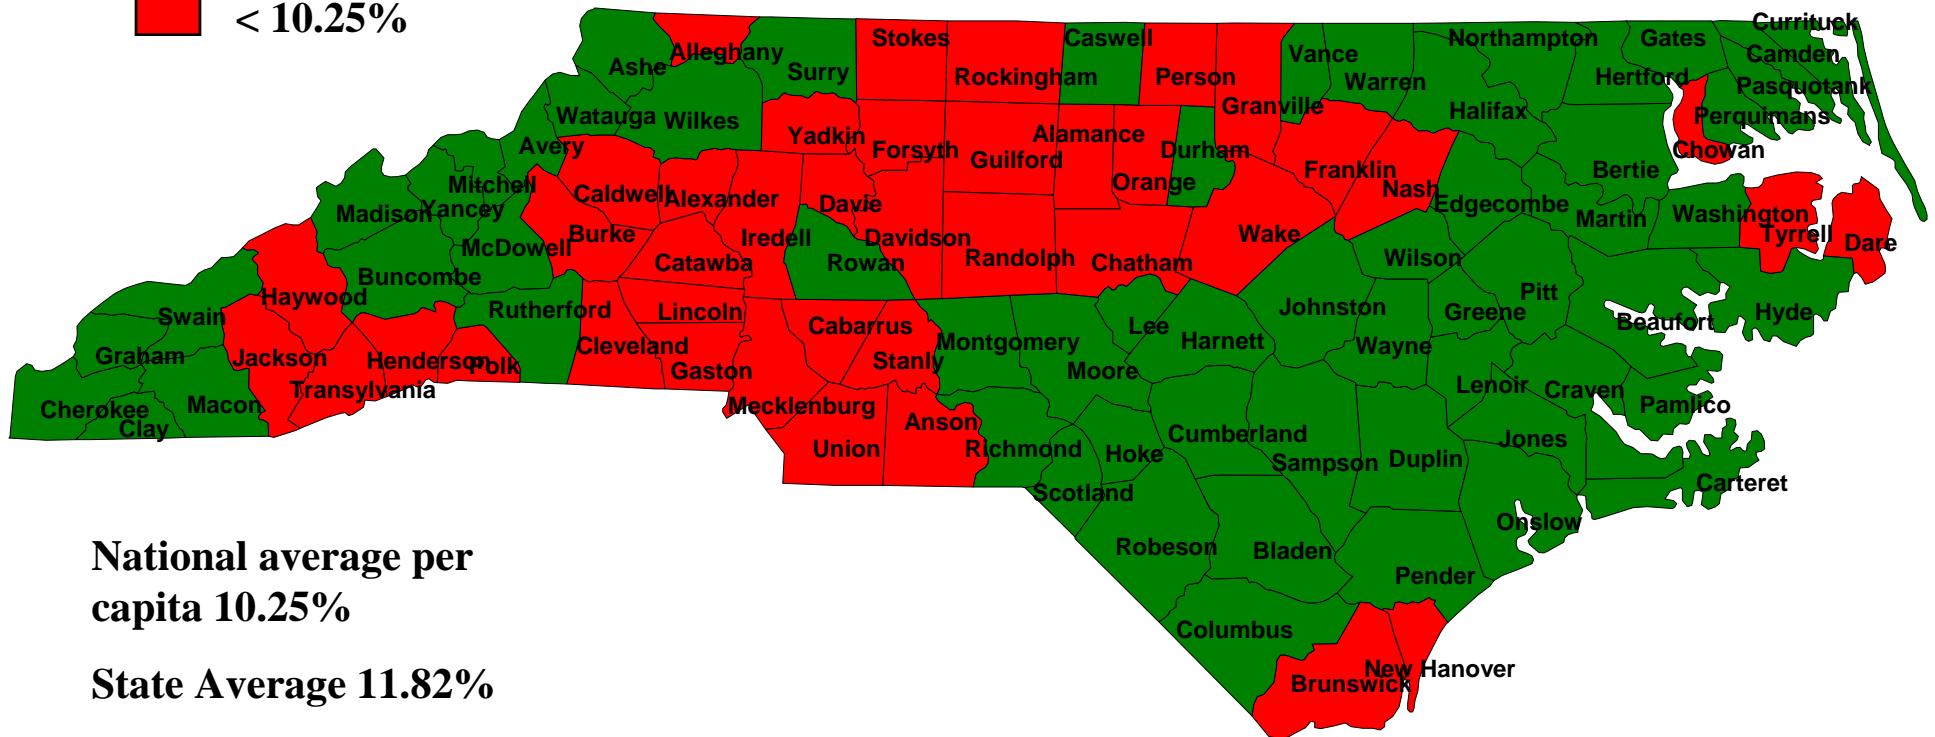 < 10.25%
Currituck
Alleghany
Stokes
Caswell
Northampton
Gates
Camden
Ashe
Surry
Rockingham
Person
Vance
Warren
Hertford
Pasquotank
Watauga
Wilkes
Granville
Halifax
Perquimans
Avery
Yadkin
Forsyth
Guilford
Alamance
Durham
Franklin
Chowan
Mitchell
Caldwell
Alexander
Orange
Nash
Bertie
Madison
Yancey
Davie
Edgecombe
Martin
Washington
McDowell
Burke
Iredell
Davidson
Wake
Tyrrell
Dare
Buncombe
Catawba
Rowan
Randolph
Chatham
Wilson
Haywood
Swain
Rutherford
Lincoln
Cabarrus
Johnston
Greene
Pitt
Beaufort
Hyde
Graham
Jackson
Henderson
Polk
Cleveland
Gaston
Stanly
Montgomery
Lee
Harnett
Wayne
Moore
Lenoir
Craven
Transylvania
Cherokee
Clay
Macon
Mecklenburg
Anson
Pamlico
Union
Richmond
Hoke
Cumberland
Sampson
Duplin
Jones
Scotland
Carteret
Onslow
Robeson
Bladen
Pender
National average per
capita 10.25%
Columbus
State Average 11.82%
New Hanover
Brunswick